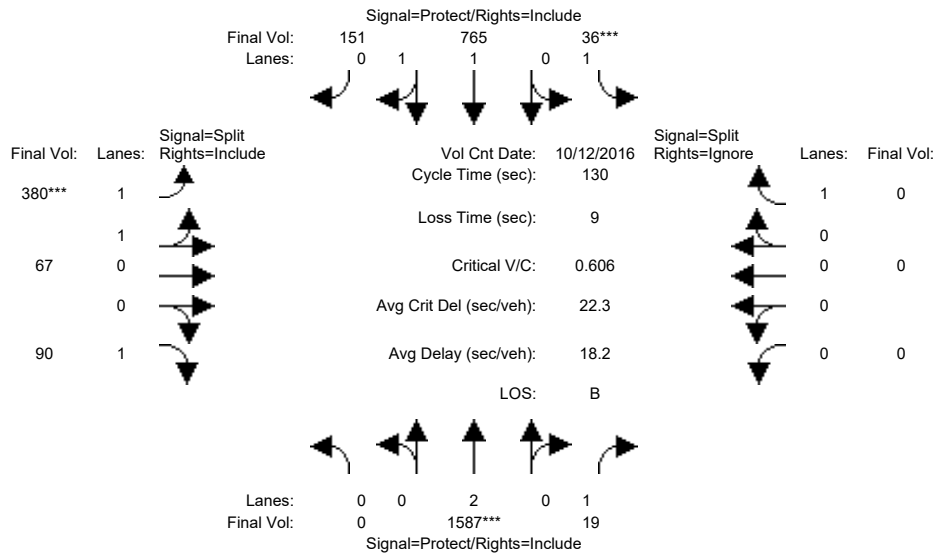 Signal=Protect/Rights=Include
Final Vol: 151 765 36***
Lanes: 0 1 1 0 1
Signal=Split
Final Vol: Lanes: Rights=Include
Vol Cnt Date: 10/12/2016
Signal=Split
Rights=Ignore Lanes: Final Vol:
Cycle Time (sec): 130
380*** 1
1 0
Loss Time (sec): 9
1
0
67 0
Critical V/C: 0.606
0 0
0
Avg Crit Del (sec/veh): 22.3
0
90 1
Avg Delay (sec/veh): 18.2
0 0
LOS: B
Lanes: 0 0 2 0 1
Final Vol: 0 1587*** 19
Signal=Protect/Rights=Include